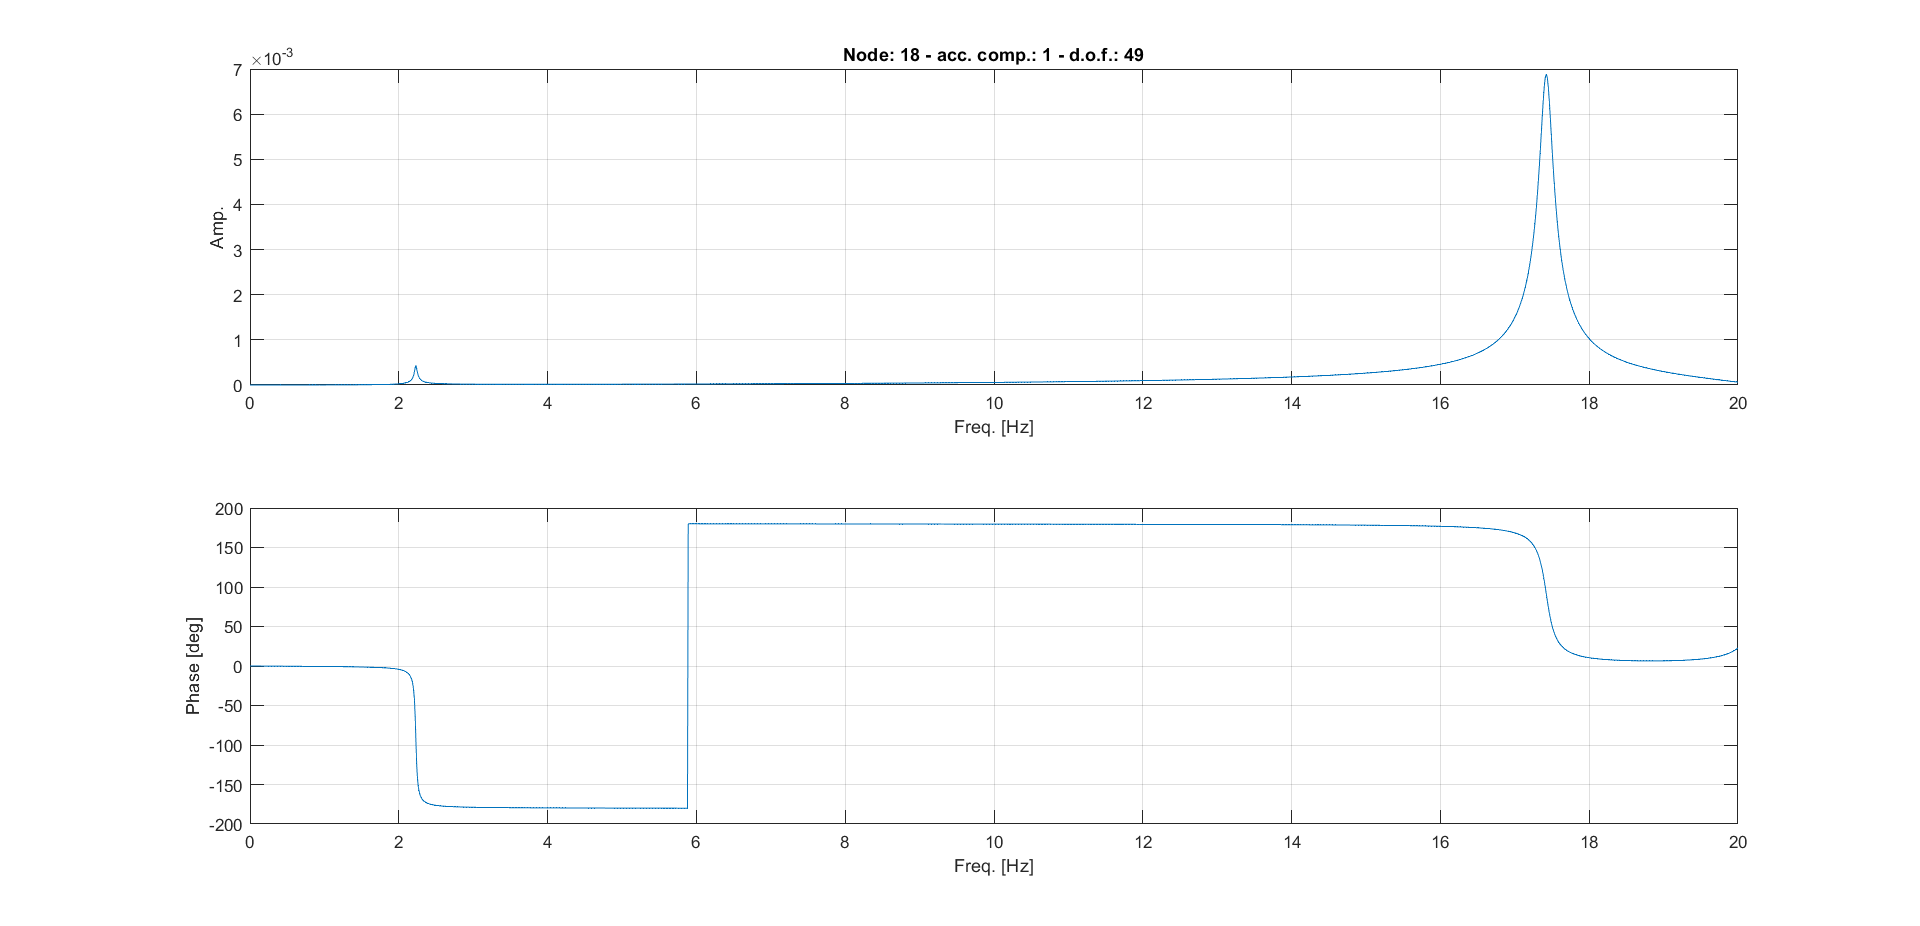 Node: 18 - acc. comp.: 1 - d.o.f.: 49
×10⁻³
7
6
5
4
3
2
1
0
Amp.
0 2 4 6 8 10 12 14 16 18 20
Freq. [Hz]
200
150
100
50
0
-50
-100
-150
-200
Phase [deg]
0 2 4 6 8 10 12 14 16 18 20
Freq. [Hz]